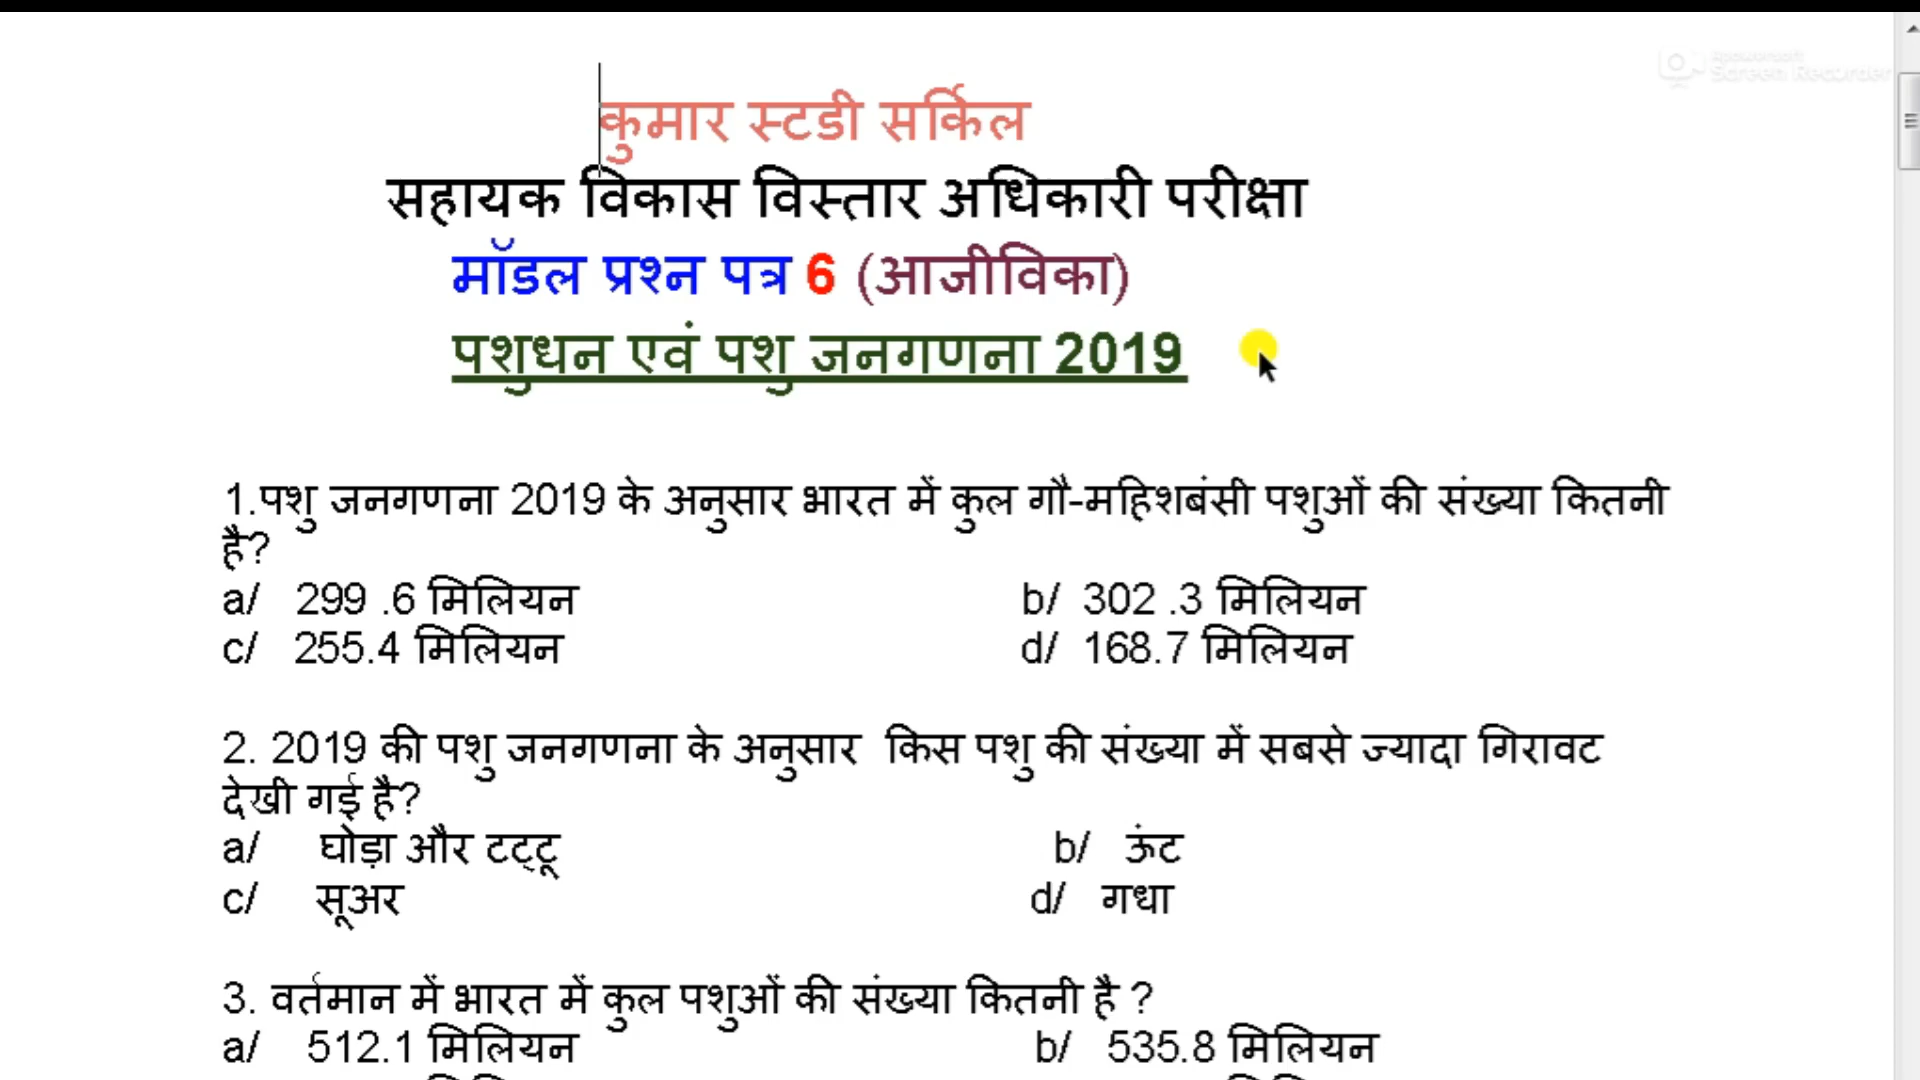 Apowersoft
Screen Recorder
कुमार स्टडी सर्किल
सहायक विकास विस्तार अधिकारी परीक्षा
मॉडल प्रश्न पत्र 6 (आजीविका)
पशुधन एवं पशु जनगणना 2019
1.पशु जनगणना 2019 के अनुसार भारत में कुल गौ-महिशबंसी पशुओं की संख्या कितनी
है?
a/ 299 .6 मिलियन b/ 302 .3 मिलियन
c/ 255.4 मिलियन d/ 168.7 मिलियन
2. 2019 की पशु जनगणना के अनुसार किस पशु की संख्या में सबसे ज्यादा गिरावट
देखी गई है?
a/ घोड़ा और टट्टू b/ ऊंट
c/ सूअर d/ गधा
3. वर्तमान में भारत में कुल पशुओं की संख्या कितनी है ?
a/ 512.1 मिलियन b/ 535.8 मिलियन